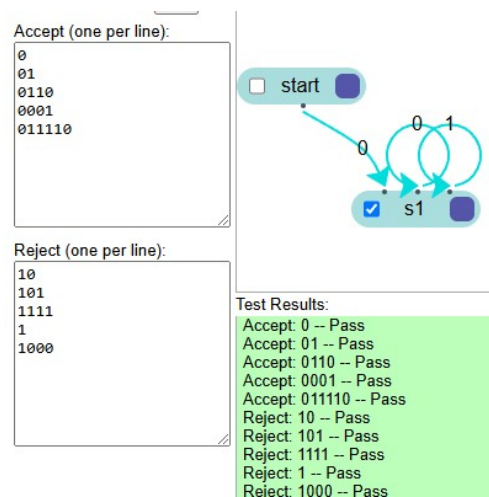 Accept (one per line):
0
01
0110
0001
011110
Reject (one per line):
10
101
1111
1
1000
start
0
0 1
s1
Test Results:
Accept: 0 -- Pass
Accept: 01 -- Pass
Accept: 0110 -- Pass
Accept: 0001 -- Pass
Accept: 011110 -- Pass
Reject: 10 -- Pass
Reject: 101 -- Pass
Reject: 1111 -- Pass
Reject: 1 -- Pass
Reject: 1000 -- Pass